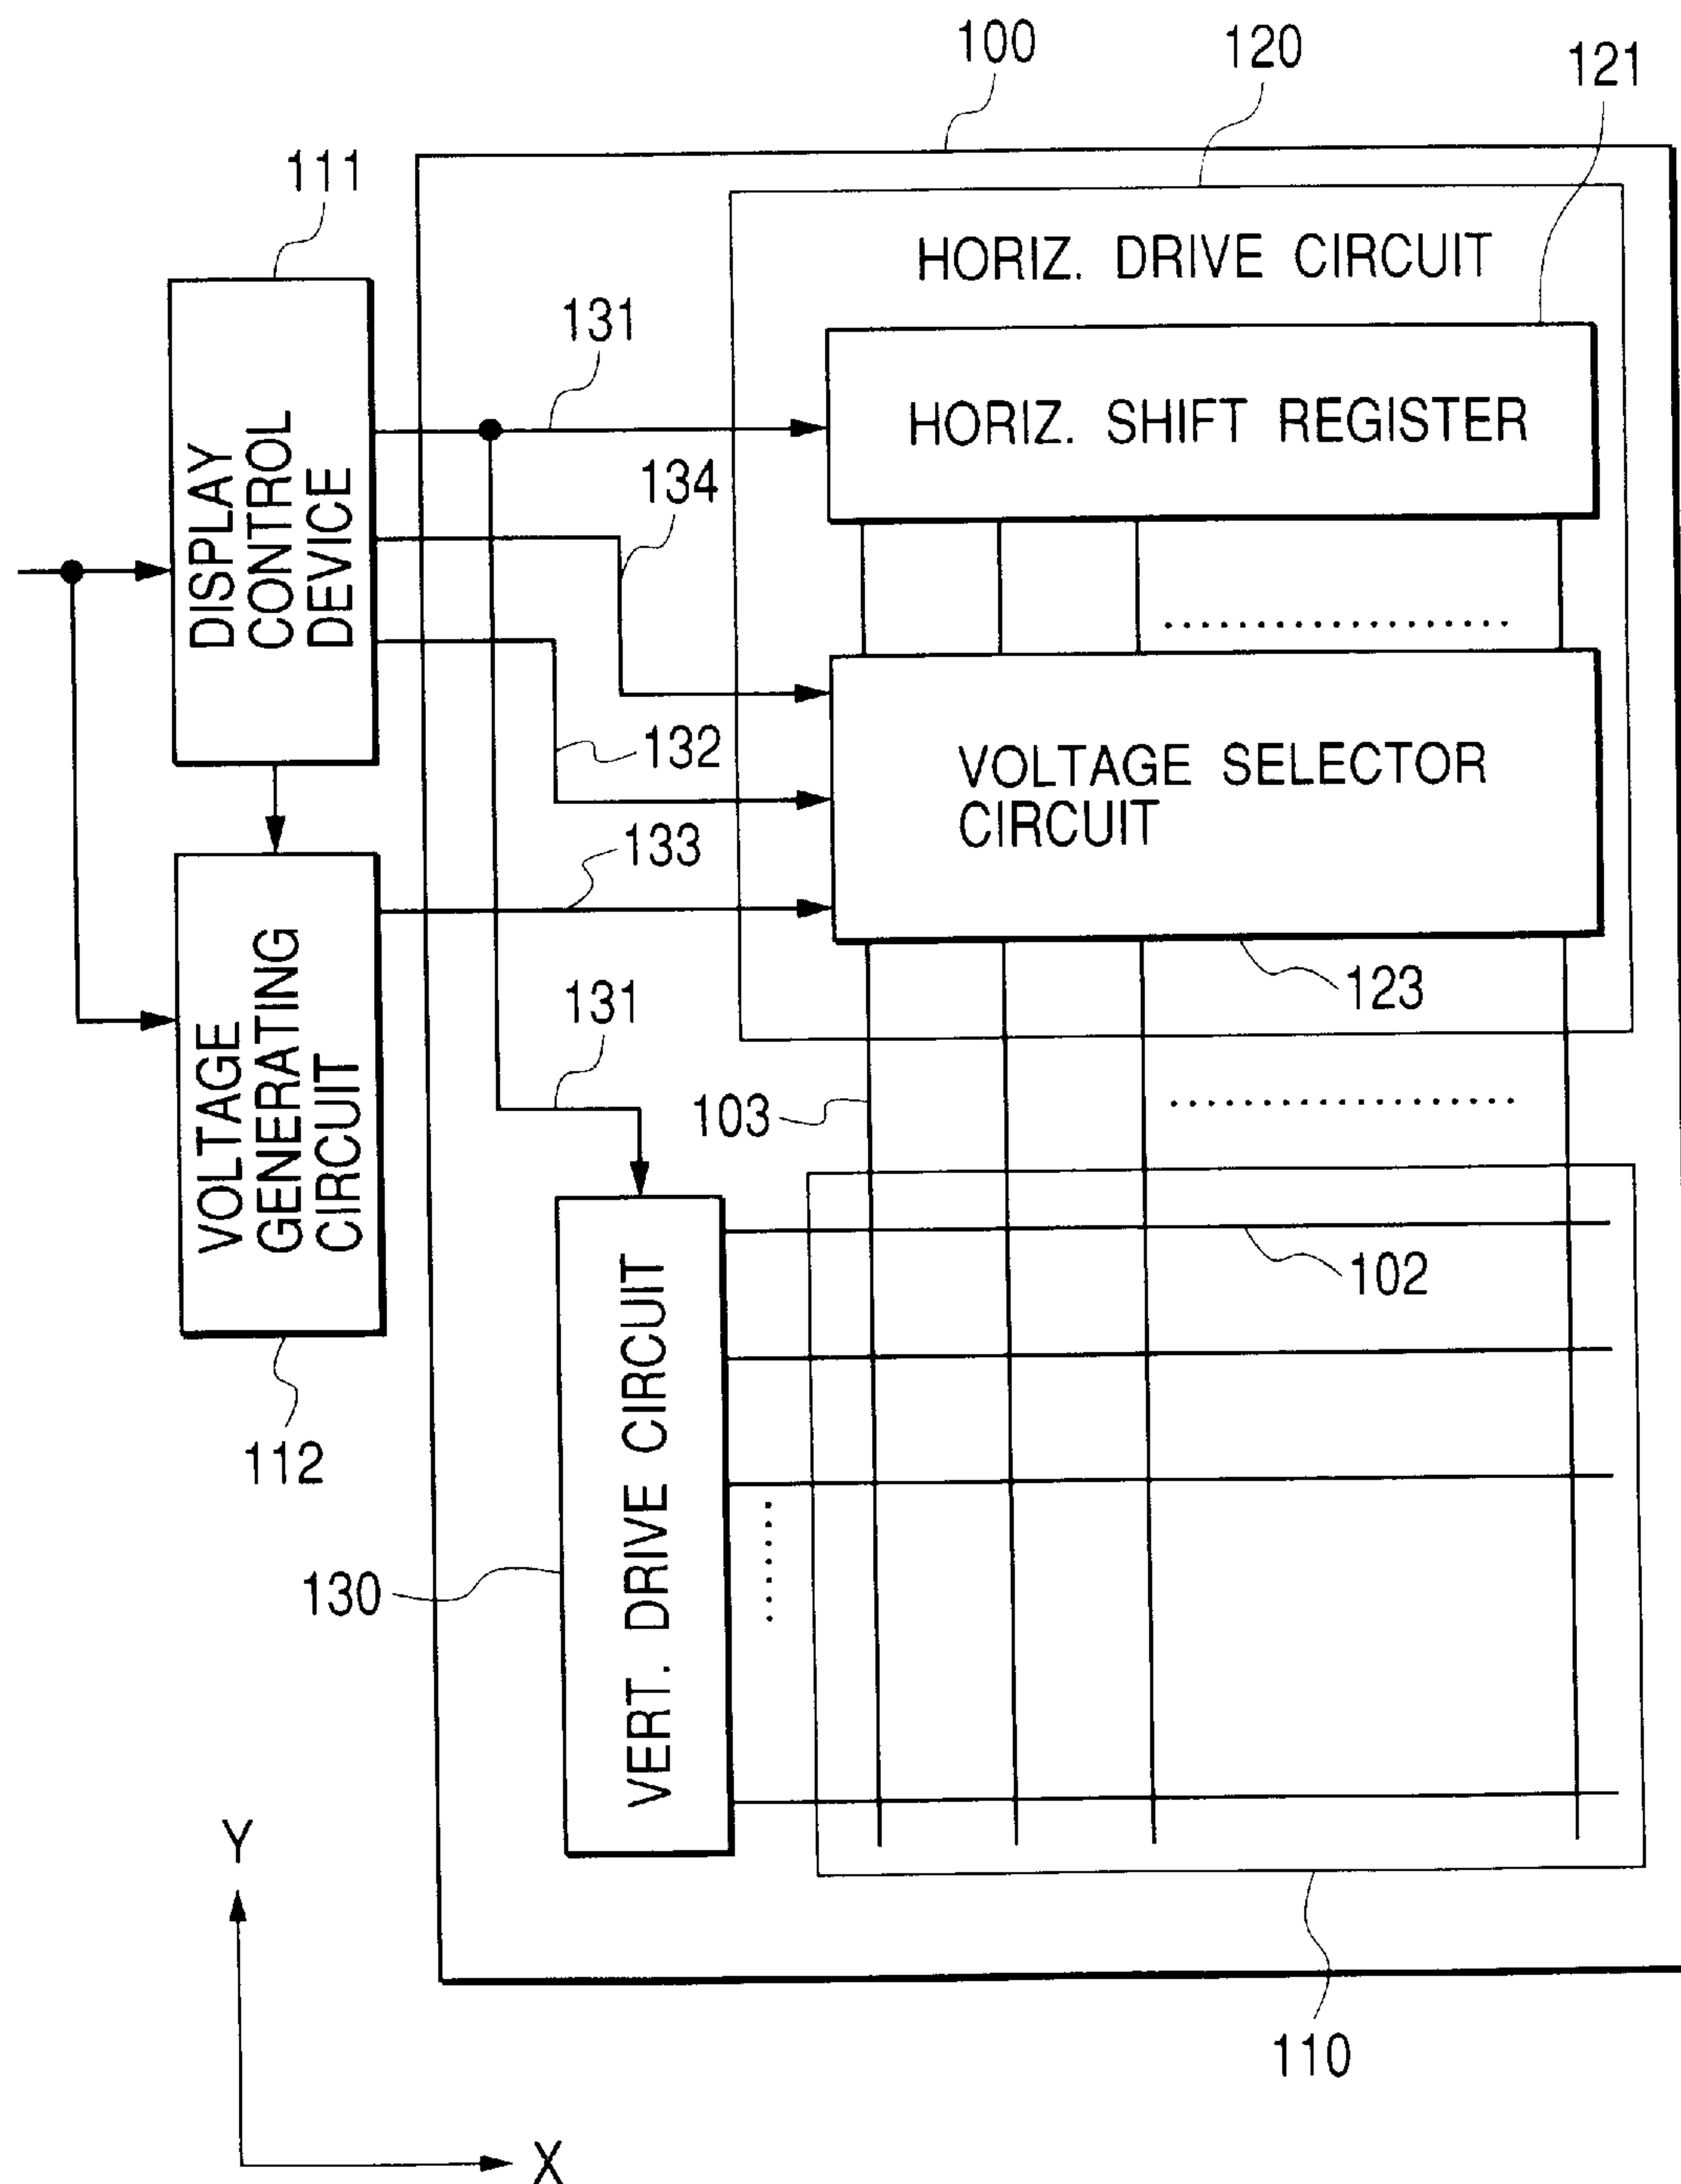 100
120
121
111
HORIZ. DRIVE CIRCUIT
131
HORIZ. SHIFT REGISTER
134
DISPLAY
CONTROL
DEVICE
132
VOLTAGE SELECTOR
CIRCUIT
133
123
131
VOLTAGE
GENERATING
CIRCUIT
103
102
112
VERT. DRIVE CIRCUIT
130
Y
X
110